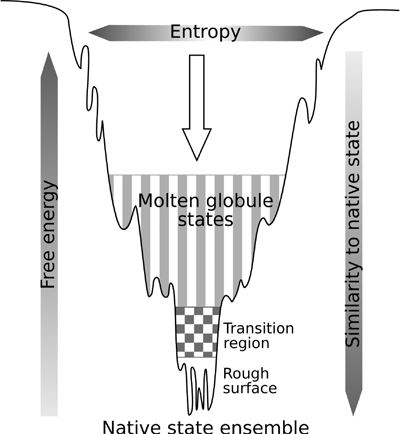 Entropy
Free energy
Similarity to native state
Molten globule
states
Transition
region
Rough
surface
Native state ensemble